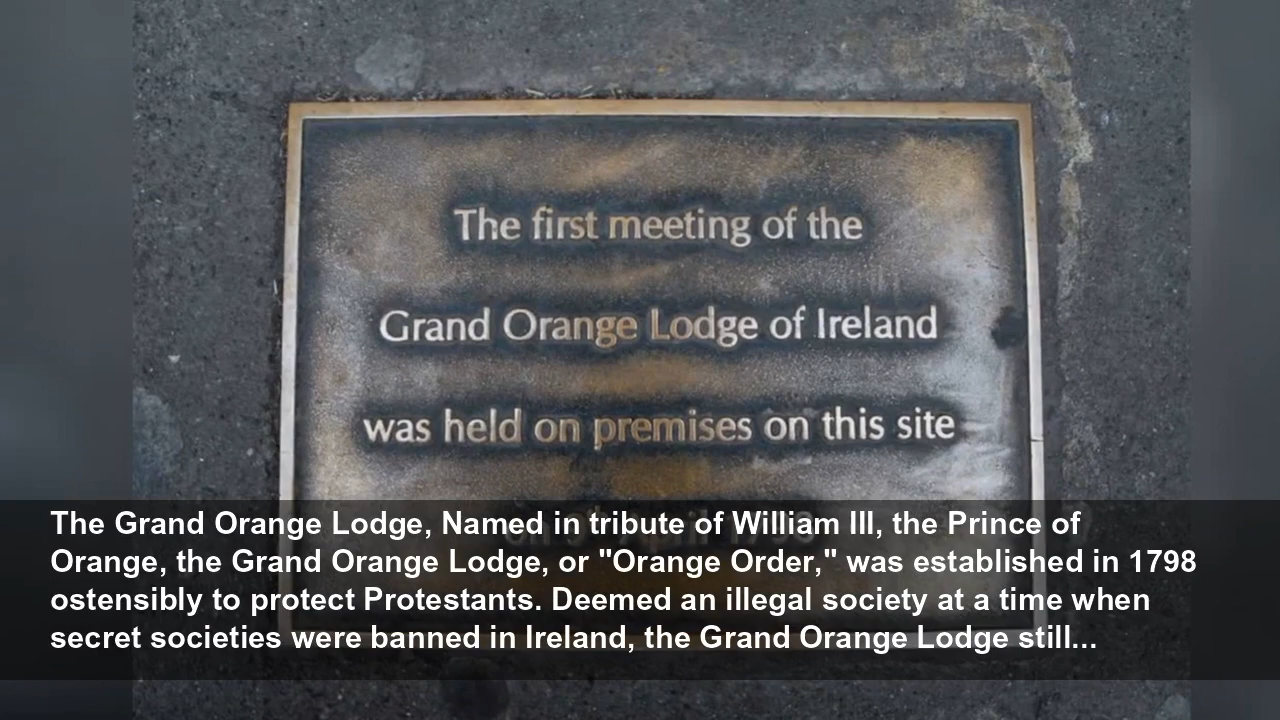 The first meeting of the
Grand Orange Lodge of Ireland
was held on premises on this site
The Grand Orange Lodge, Named in tribute of William III, the Prince of
Orange, the Grand Orange Lodge, or "Orange Order," was established in 1798
ostensibly to protect Protestants. Deemed an illegal society at a time when
secret societies were banned in Ireland, the Grand Orange Lodge still...